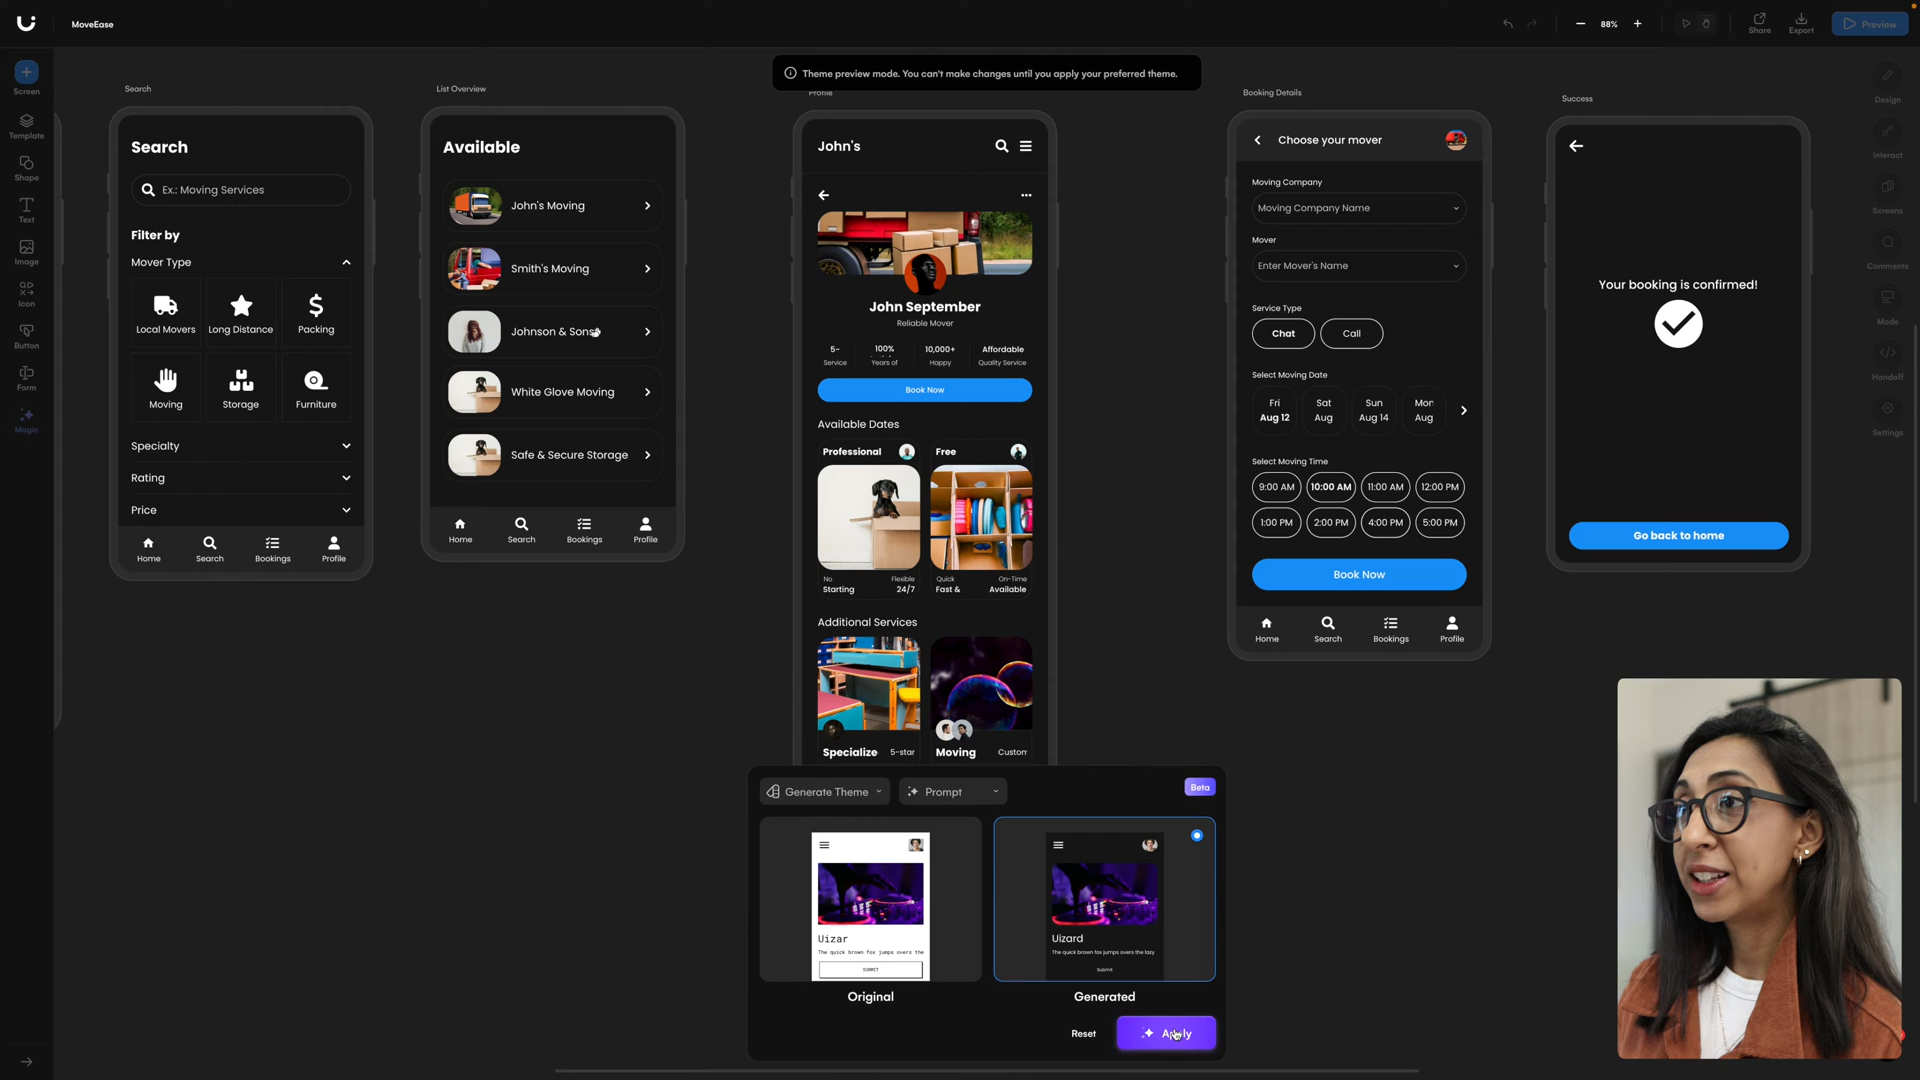 MoveEase
88%
Share
Export
Preview
Theme preview mode. You can't make changes until you apply your preferred theme.
Screen
Template
Shape
Text
Image
Icon
Button
Form
Magic
Design
Interact
Screens
Comments
Mode
Handoff
Settings
Search
Search
Ex.: Moving Services
Filter by
Mover Type
Local Movers
Long Distance
Packing
Moving
Storage
Furniture
Specialty
Rating
Price
Home
Search
Bookings
Profile
List Overview
Available
John's Moving
Smith's Moving
Johnson & Sons
White Glove Moving
Safe & Secure Storage
Home
Search
Bookings
Profile
Profile
John's
John September
Reliable Mover
5-
Service
100%
Years of
10,000+
Happy
Affordable
Quality Service
Book Now
Available Dates
Professional
Free
No
Flexible
Starting
24/7
Quick
On-Time
Fast &
Available
Additional Services
Specialize
5-star
Moving
Custom
Booking Details
Choose your mover
Moving Company
Moving Company Name
Mover
Enter Mover's Name
Service Type
Chat
Call
Select Moving Date
Fri
Aug 12
Sat
Aug
Sun
Aug 14
Mon
Aug
Select Moving Time
9:00 AM
10:00 AM
11:00 AM
12:00 PM
1:00 PM
2:00 PM
4:00 PM
5:00 PM
Book Now
Home
Search
Bookings
Profile
Success
Your booking is confirmed!
Go back to home
Generate Theme
Prompt
Beta
Uizar
The quick brown fox jumps overs the
SUBMIT
Original
Uizard
The quick brown fox jumps overs the lazy
Submit
Generated
Reset
Apply